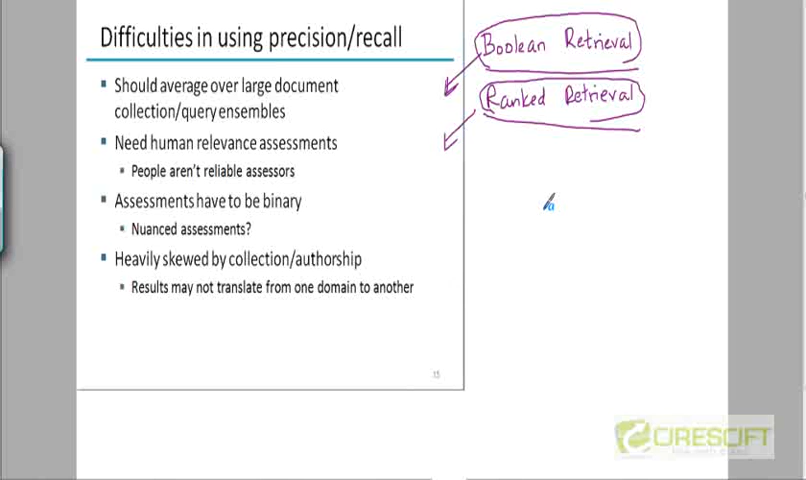 Difficulties in using precision/recall
Should average over large document
collection/query ensembles
Need human relevance assessments
People aren't reliable assessors
Assessments have to be binary
Nuanced assessments?
Heavily skewed by collection/authorship
Results may not translate from one domain to another
Boolean Retrieval
Ranked Retrieval